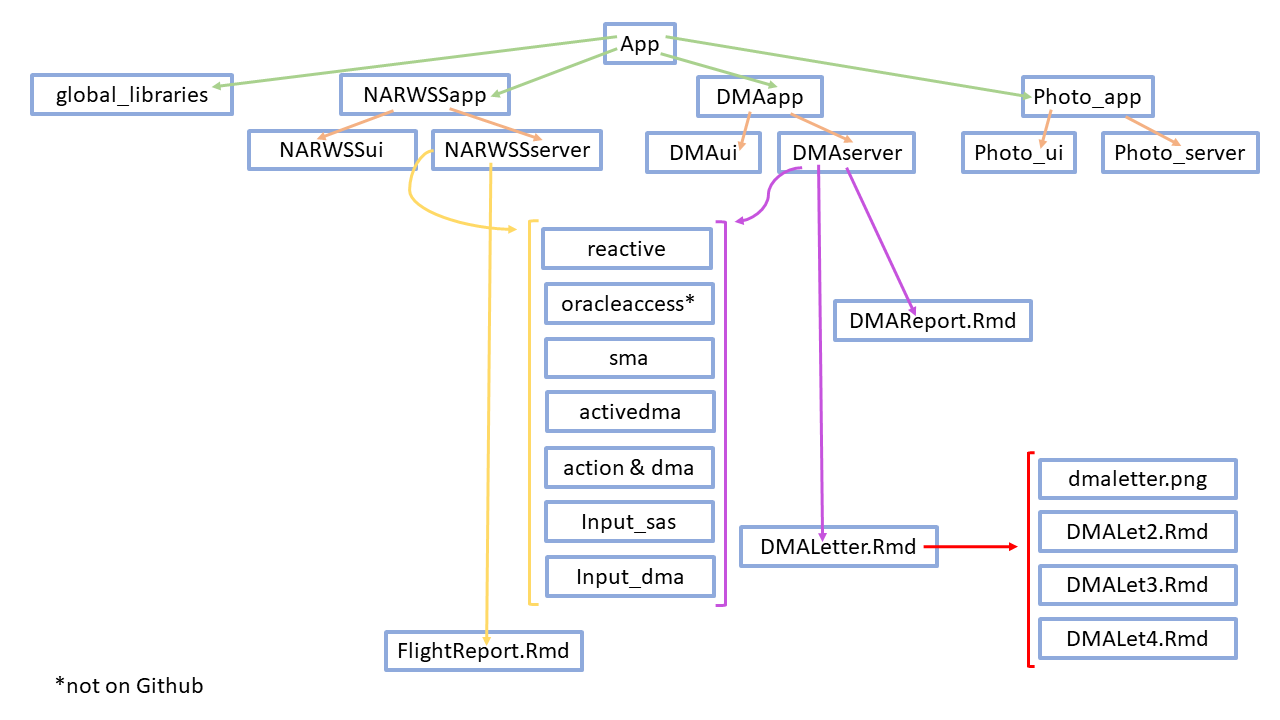 App
global_libraries
NARWSSapp
DMAapp
Photo_app
NARWSSui
NARWSSserver
DMAui
DMAserver
Photo_ui
Photo_server
reactive
oracleaccess*
DMAReport.Rmd
sma
activedma
action & dma
dmaletter.png
Input_sas
DMALet2.Rmd
DMALetter.Rmd
Input_dma
DMALet3.Rmd
DMALet4.Rmd
FlightReport.Rmd
*not on Github